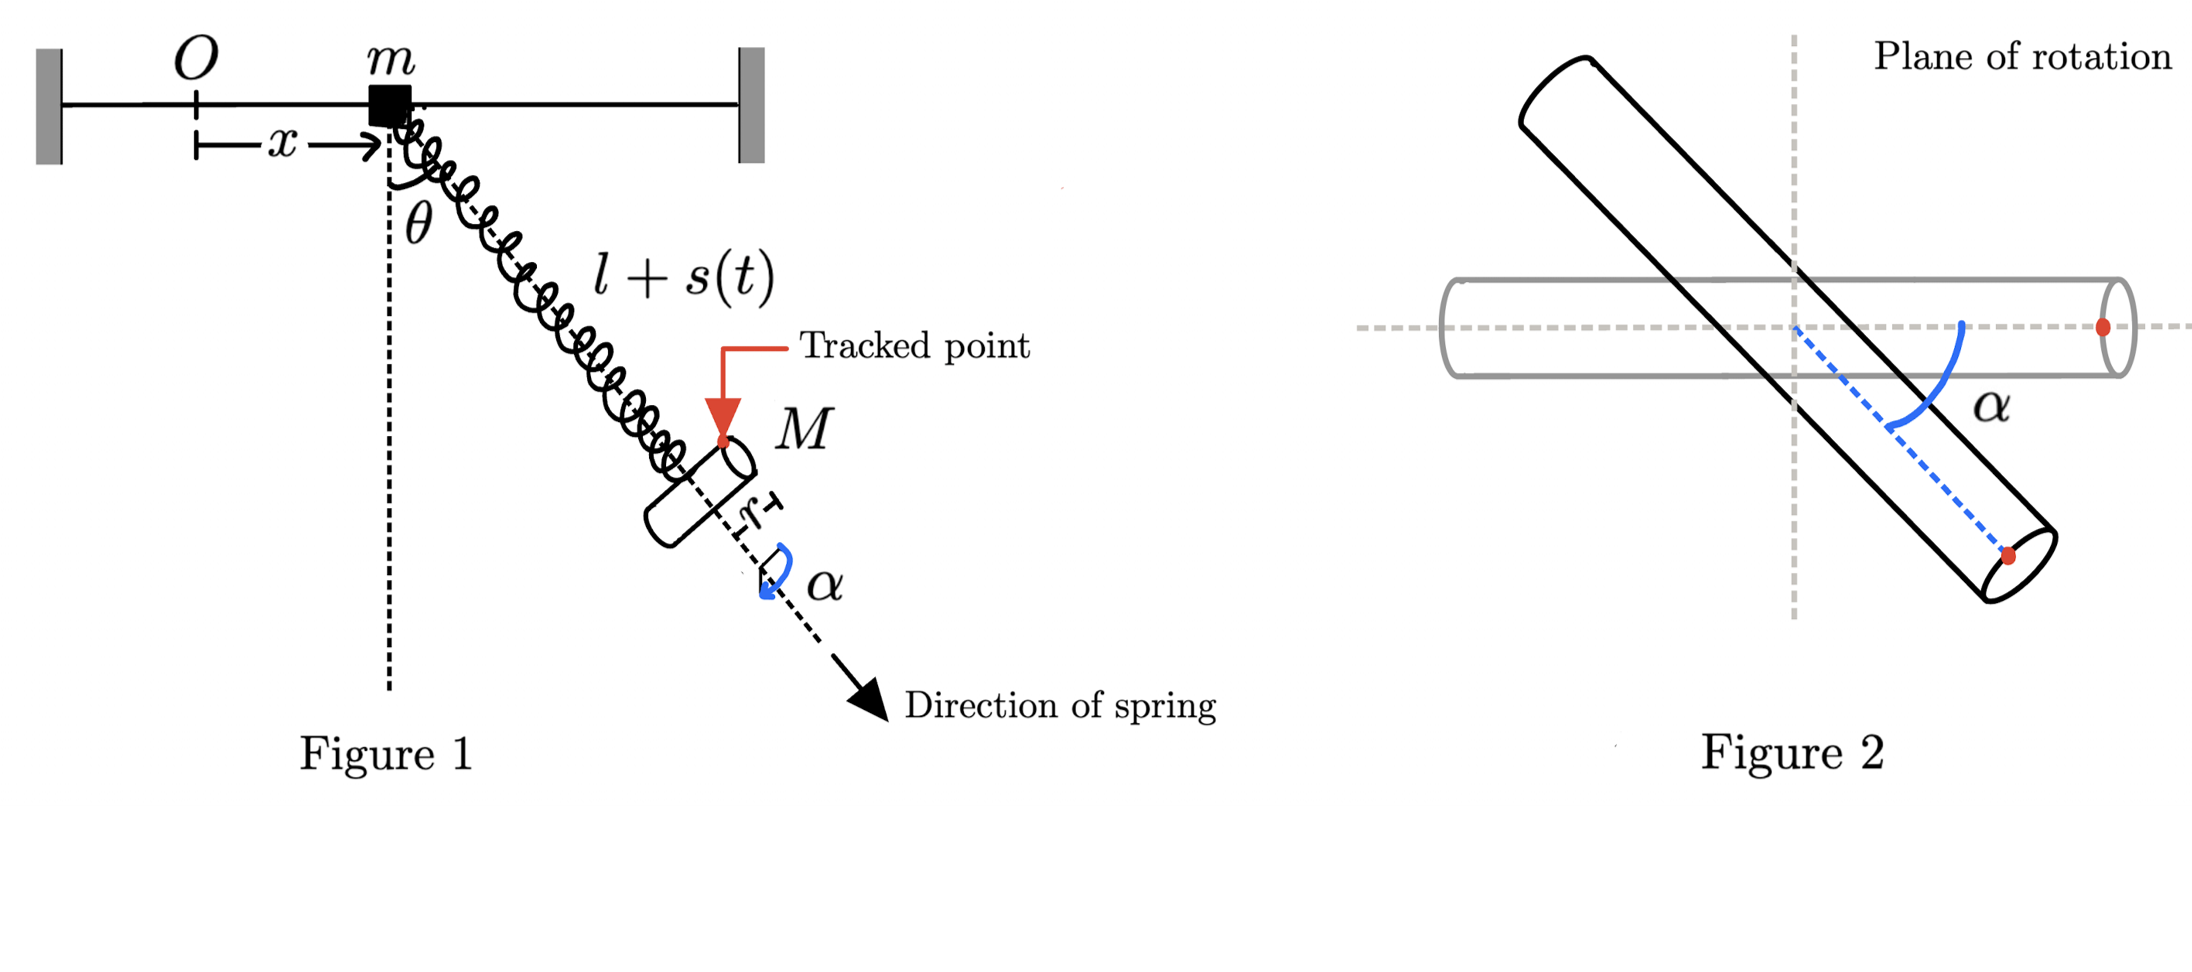 O
m
x
θ
l + s(t)
Tracked point
M
r
α
Direction of spring
Figure 1
Plane of rotation
α
Figure 2